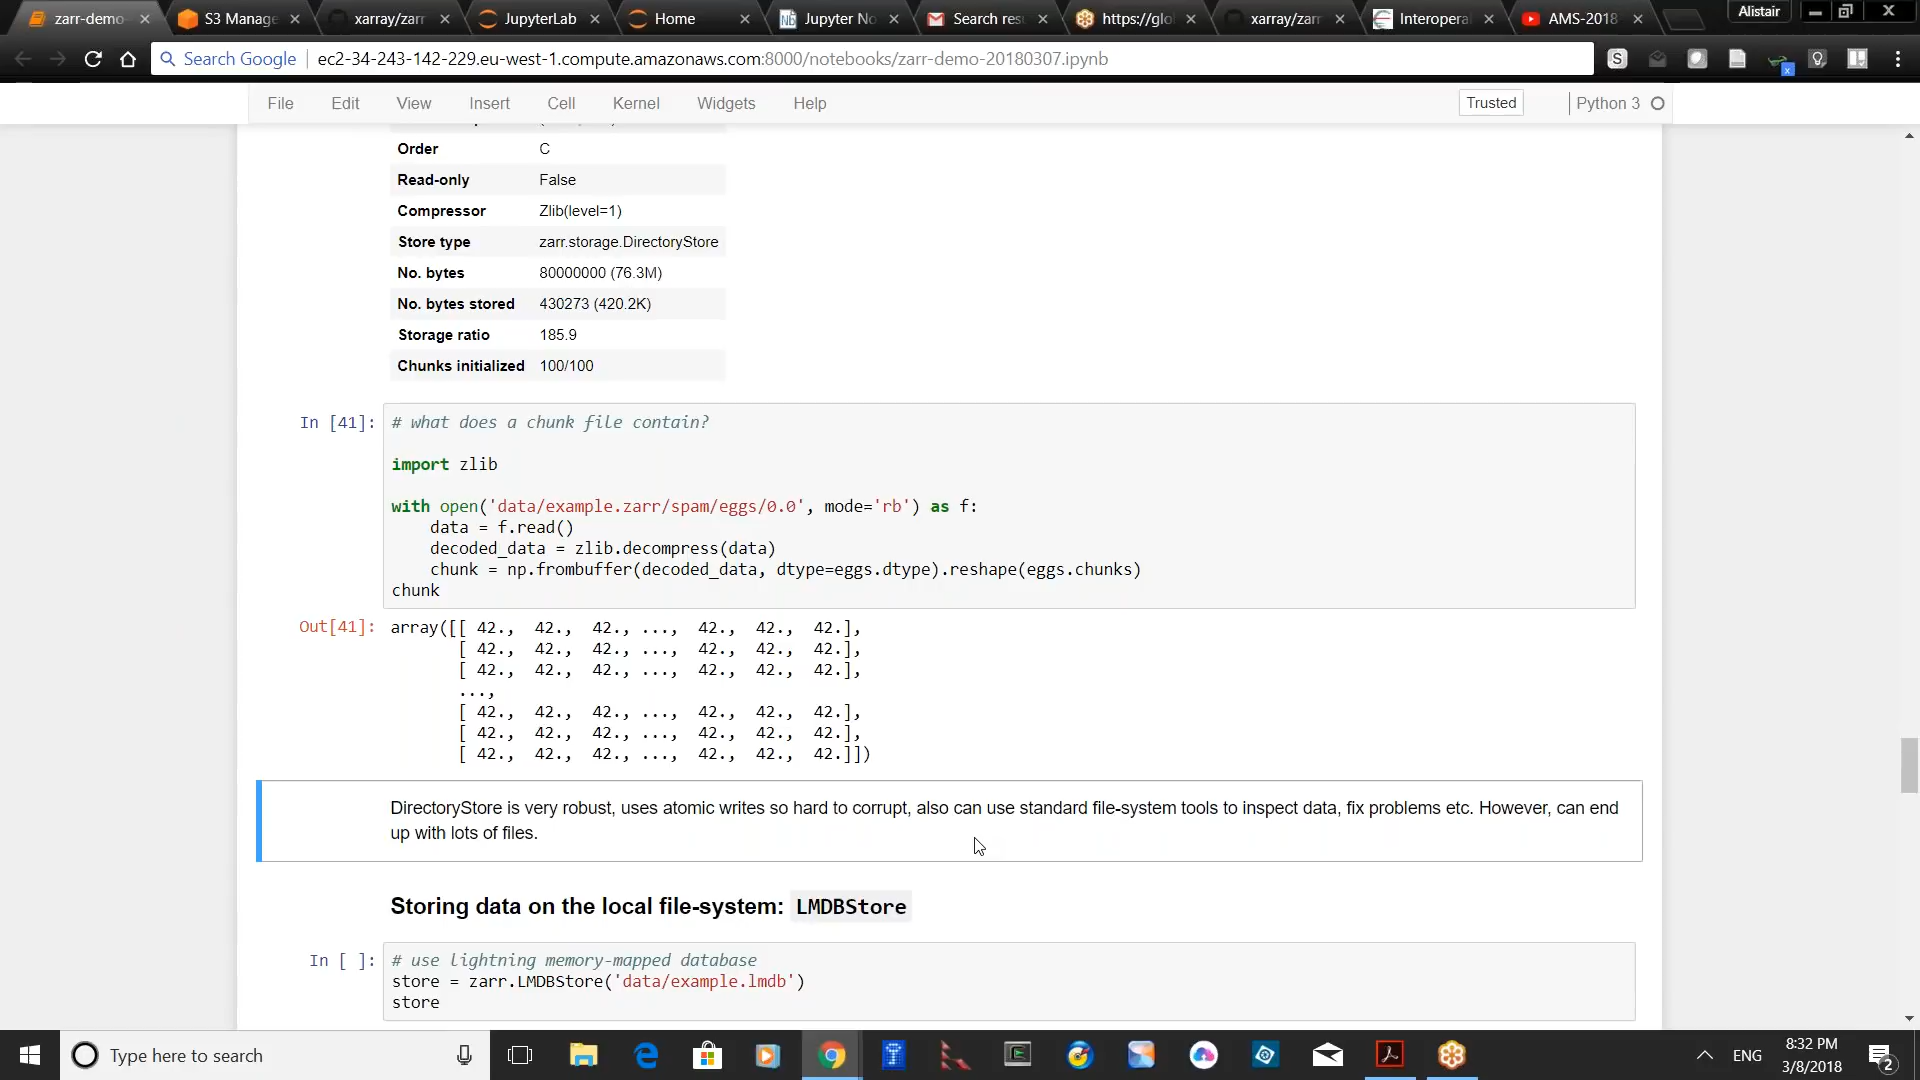 zarr-demo
S3 Manage
xarray/zarr
JupyterLab
Home
Jupyter No
Search res
https://glo
xarray/zarr
Interopera
AMS-2018
Alistair
Search Google
ec2-34-243-142-229.eu-west-1.compute.amazonaws.com:8000/notebooks/zarr-demo-20180307.ipynb
File Edit View Insert Cell Kernel Widgets Help
Trusted
Python 3
Order C
Read-only False
Compressor Zlib(level=1)
Store type zarr.storage.DirectoryStore
No. bytes 80000000 (76.3M)
No. bytes stored 430273 (420.2K)
Storage ratio 185.9
Chunks initialized 100/100
In [41]: # what does a chunk file contain?
import zlib
with open('data/example.zarr/spam/eggs/0.0', mode='rb') as f:
    data = f.read()
    decoded_data = zlib.decompress(data)
    chunk = np.frombuffer(decoded_data, dtype=eggs.dtype).reshape(eggs.chunks)
chunk
Out[41]: array([[ 42., 42., 42., ..., 42., 42., 42.],
[ 42., 42., 42., ..., 42., 42., 42.],
[ 42., 42., 42., ..., 42., 42., 42.],
...,
[ 42., 42., 42., ..., 42., 42., 42.],
[ 42., 42., 42., ..., 42., 42., 42.],
[ 42., 42., 42., ..., 42., 42., 42.]])
DirectoryStore is very robust, uses atomic writes so hard to corrupt, also can use standard file-system tools to inspect data, fix problems etc. However, can end
up with lots of files.
Storing data on the local file-system: LMDBStore
In [ ]: # use lightning memory-mapped database
store = zarr.LMDBStore('data/example.lmdb')
store
Type here to search
ENG
8:32 PM
3/8/2018
2